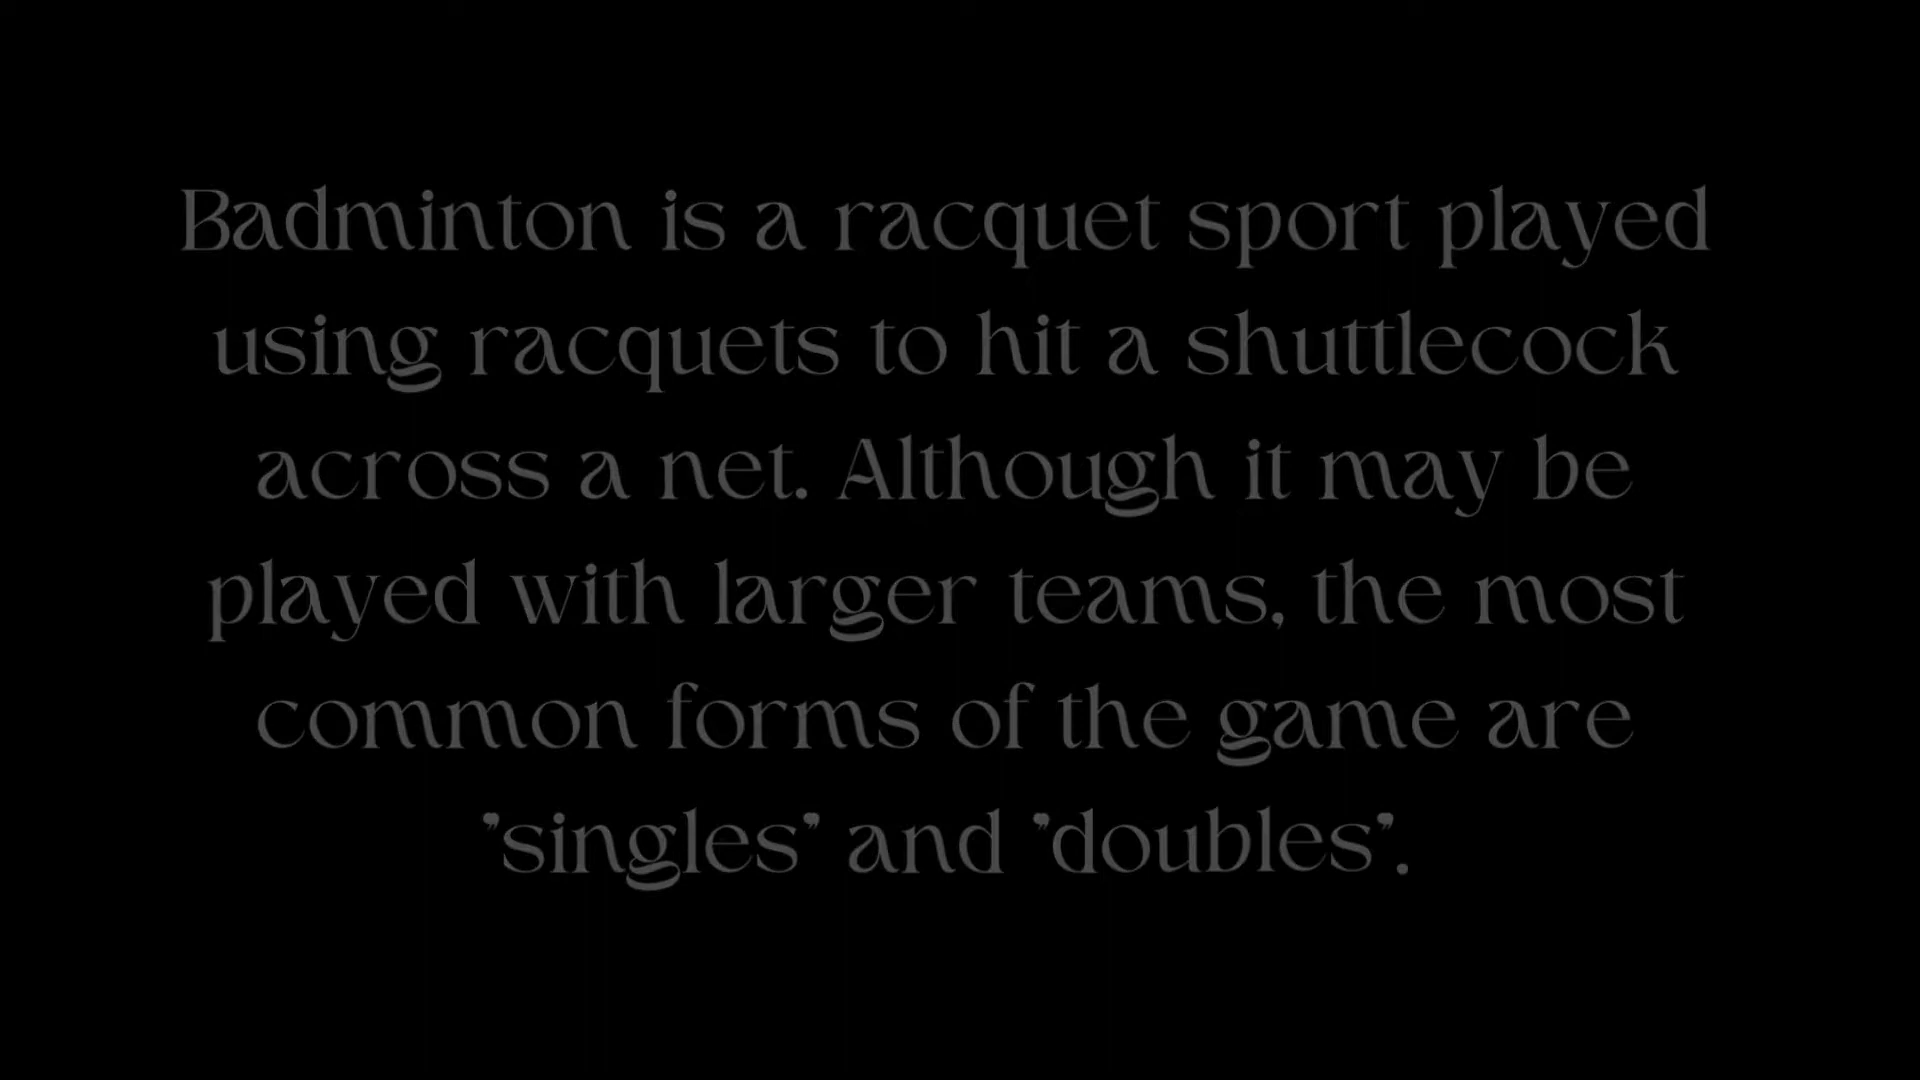 Badminton is a racquet sport played
using racquets to hit a shuttlecock
across a net. Although it may be
played with larger teams, the most
common forms of the game are
"singles" and "doubles".